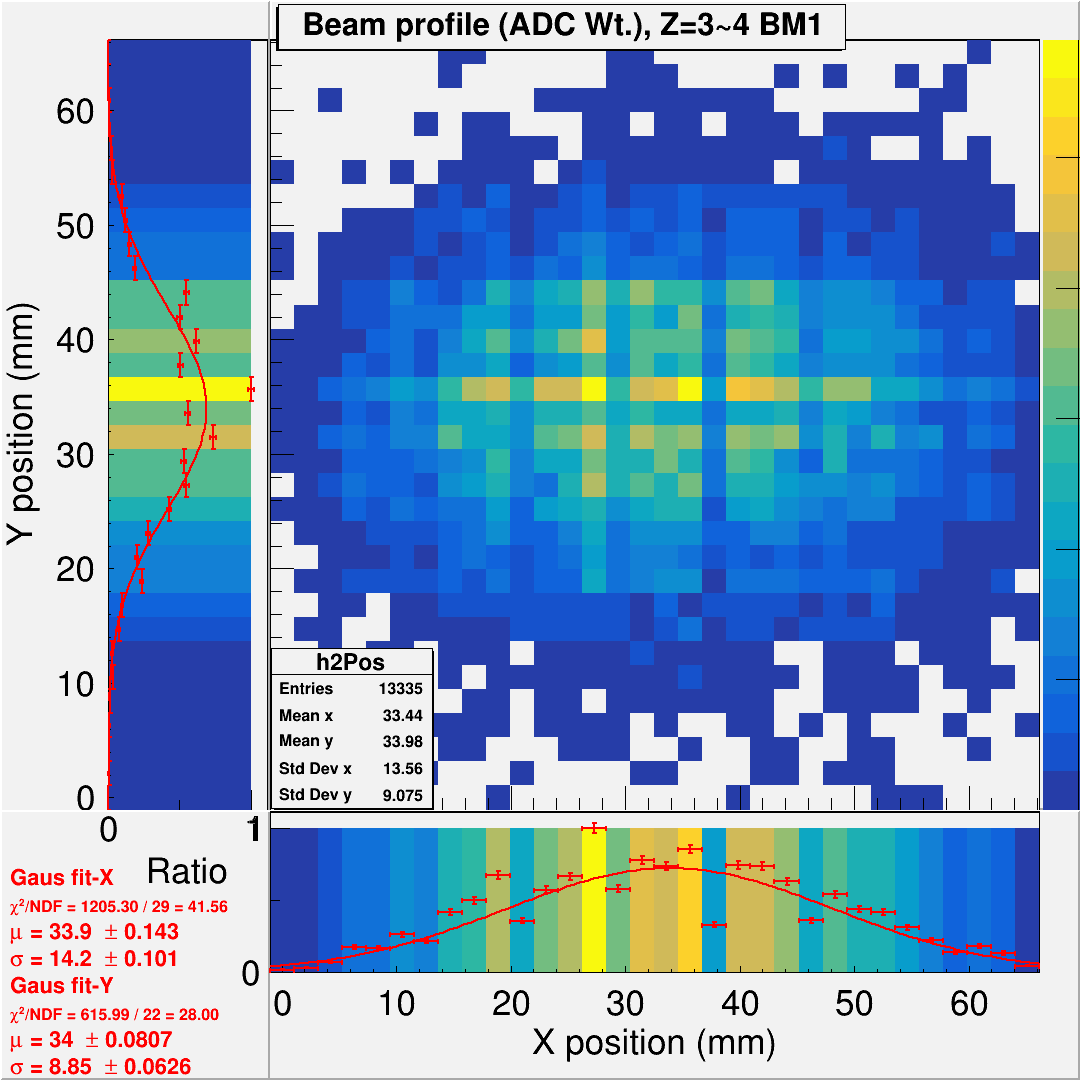 Beam profile (ADC Wt.), Z=3~4 BM1
Y position (mm)
60
50
40
30
20
10
0
0 1
Ratio
h2Pos
Entries 13335
Mean x 33.44
Mean y 33.98
Std Dev x 13.56
Std Dev y 9.075
1
0
0 10 20 30 40 50 60
X position (mm)
Gaus fit-X
χ²/NDF = 1205.30 / 29 = 41.56
μ = 33.9 ± 0.143
σ = 14.2 ± 0.101
Gaus fit-Y
χ²/NDF = 615.99 / 22 = 28.00
μ = 34 ± 0.0807
σ = 8.85 ± 0.0626